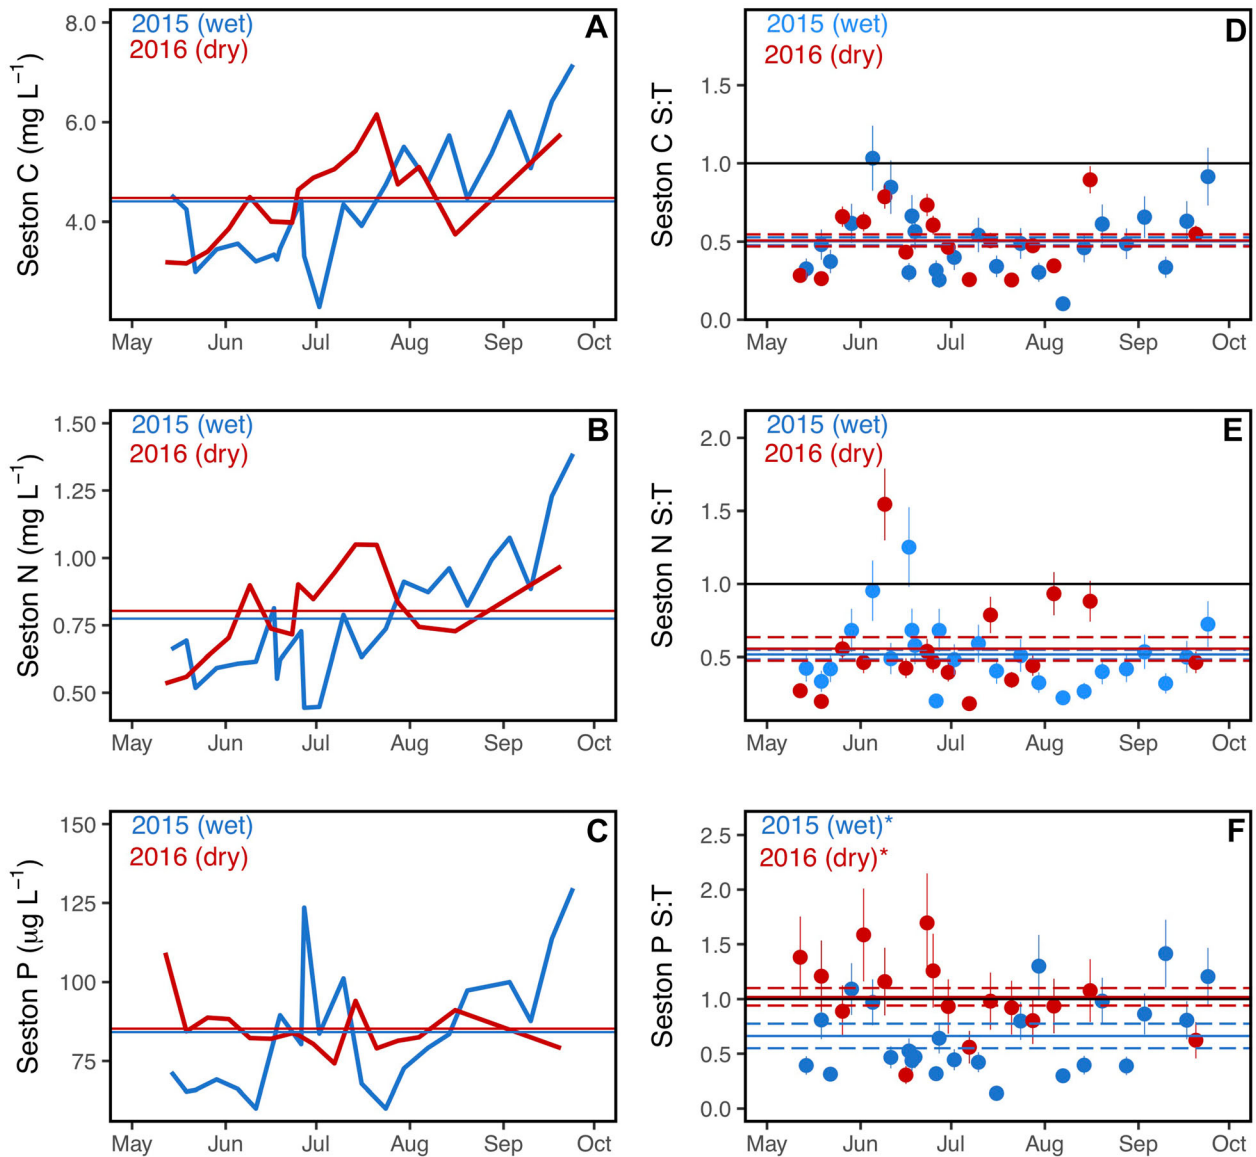 A
2015 (wet)
2016 (dry)
Seston C (mg L⁻¹)
8.0
6.0
4.0
May Jun Jul Aug Sep Oct
D
2015 (wet)
2016 (dry)
Seston C S:T
1.5
1.0
0.5
0.0
May Jun Jul Aug Sep Oct
B
2015 (wet)
2016 (dry)
Seston N (mg L⁻¹)
1.50
1.25
1.00
0.75
0.50
May Jun Jul Aug Sep Oct
E
2015 (wet)
2016 (dry)
Seston N S:T
2.0
1.5
1.0
0.5
May Jun Jul Aug Sep Oct
C
2015 (wet)
2016 (dry)
Seston P (µg L⁻¹)
150
125
100
75
May Jun Jul Aug Sep Oct
F
2015 (wet)*
2016 (dry)*
Seston P S:T
2.5
2.0
1.5
1.0
0.5
0.0
May Jun Jul Aug Sep Oct